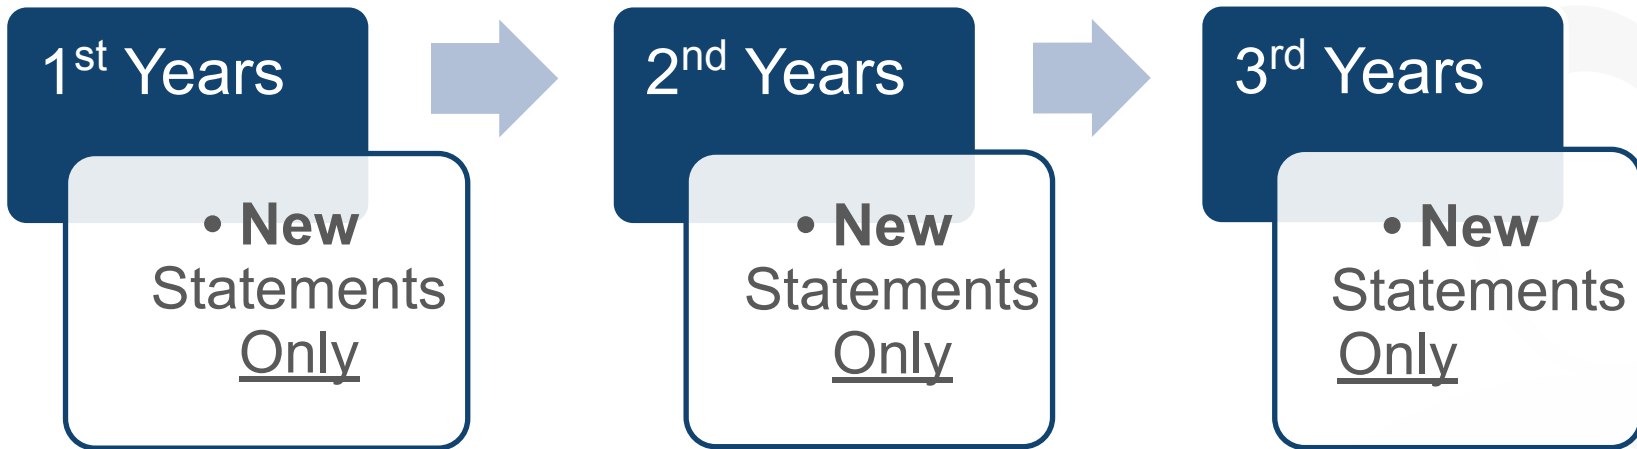 1st Years
• New
Statements
Only
2nd Years
• New
Statements
Only
3rd Years
• New
Statements
Only